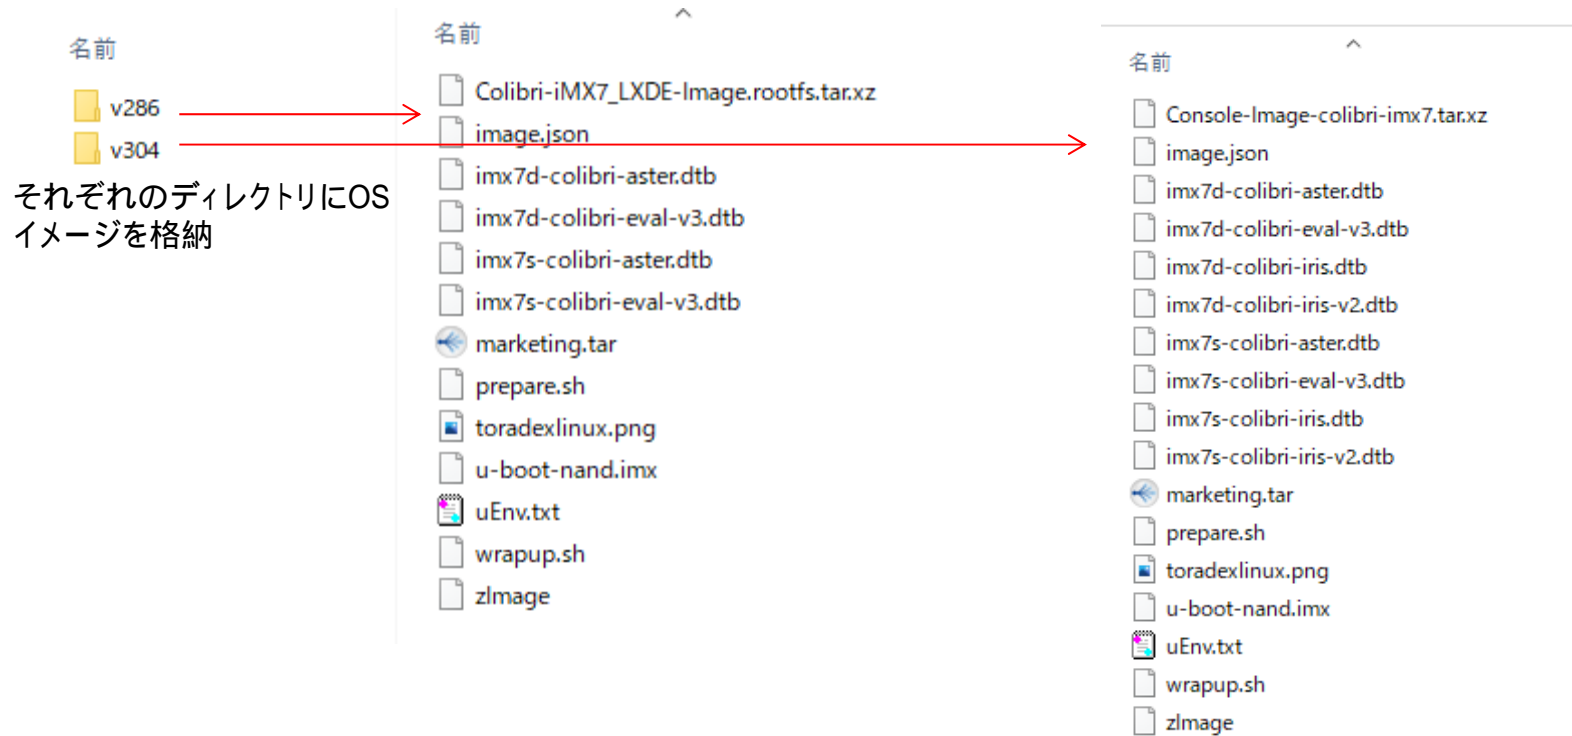 名前
v286
v304
それぞれのディレクトリにOS
イメージを格納
名前
Colibri-iMX7_LXDE-Image.rootfs.tar.xz
image.json
imx7d-colibri-aster.dtb
imx7d-colibri-eval-v3.dtb
imx7s-colibri-aster.dtb
imx7s-colibri-eval-v3.dtb
marketing.tar
prepare.sh
toradexlinux.png
u-boot-nand.imx
uEnv.txt
wrapup.sh
zImage
名前
Console-Image-colibri-imx7.tar.xz
image.json
imx7d-colibri-aster.dtb
imx7d-colibri-eval-v3.dtb
imx7d-colibri-iris.dtb
imx7d-colibri-iris-v2.dtb
imx7s-colibri-aster.dtb
imx7s-colibri-eval-v3.dtb
imx7s-colibri-iris.dtb
imx7s-colibri-iris-v2.dtb
marketing.tar
prepare.sh
toradexlinux.png
u-boot-nand.imx
uEnv.txt
wrapup.sh
zImage